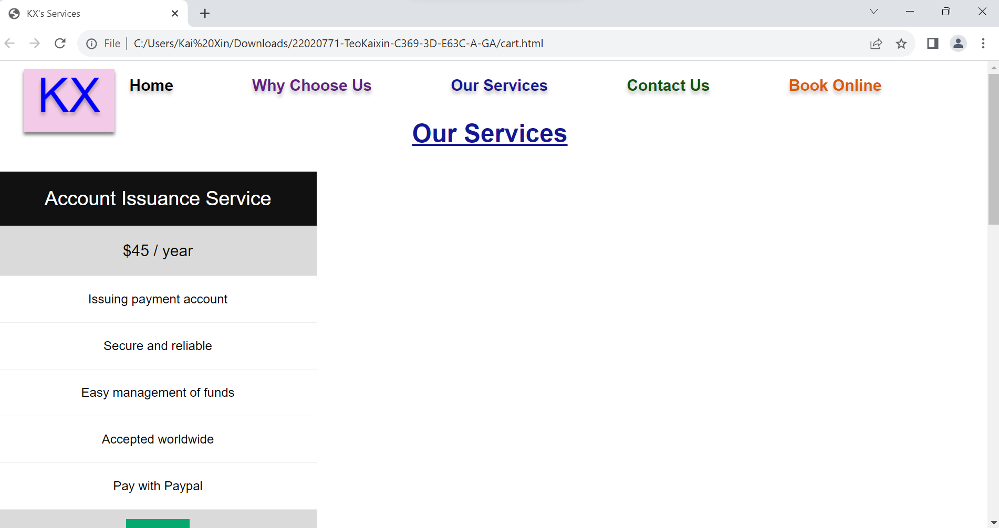 KX's Services
File
C:/Users/Kai%20Xin/Downloads/22020771-TeoKaixin-C369-3D-E63C-A-GA/cart.html
KX
Home
Why Choose Us
Our Services
Contact Us
Book Online
Our Services
Account Issuance Service
$45 / year
Issuing payment account
Secure and reliable
Easy management of funds
Accepted worldwide
Pay with Paypal